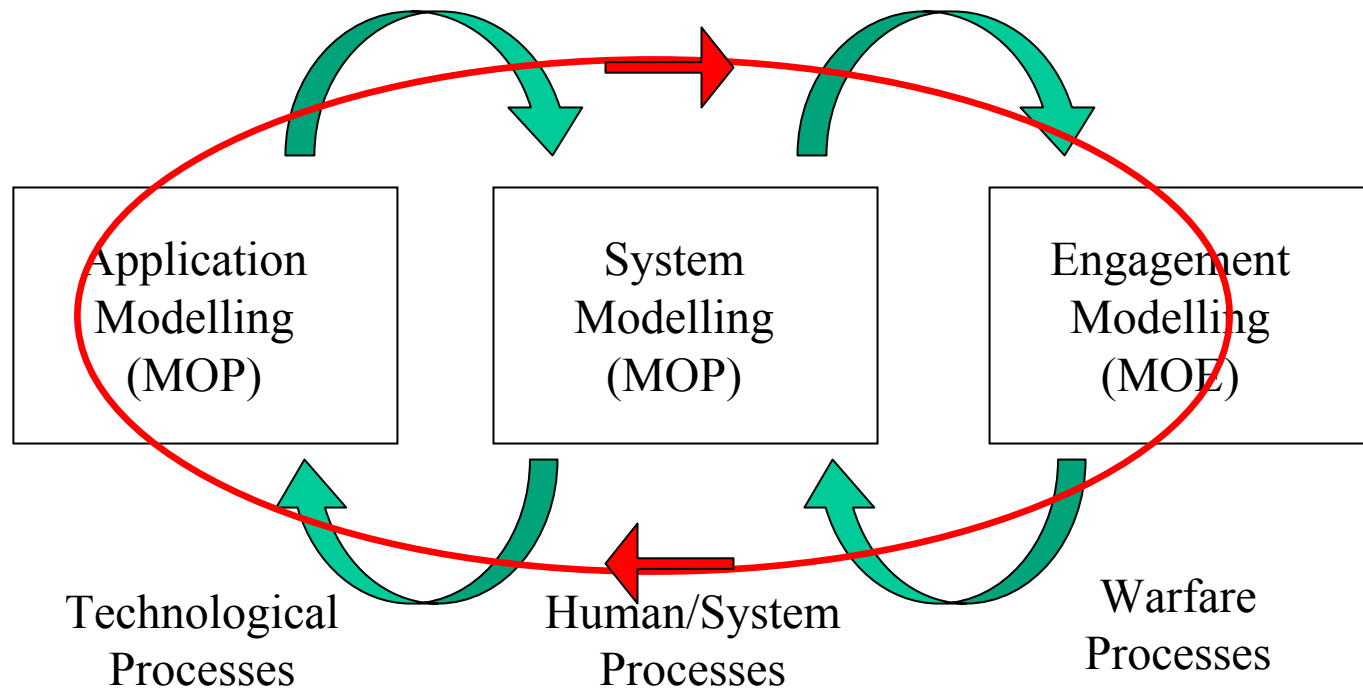 Application
Modelling
(MOP)
System
Modelling
(MOP)
Engagement
Modelling
(MOE)
Technological
Processes
Human/System
Processes
Warfare
Processes